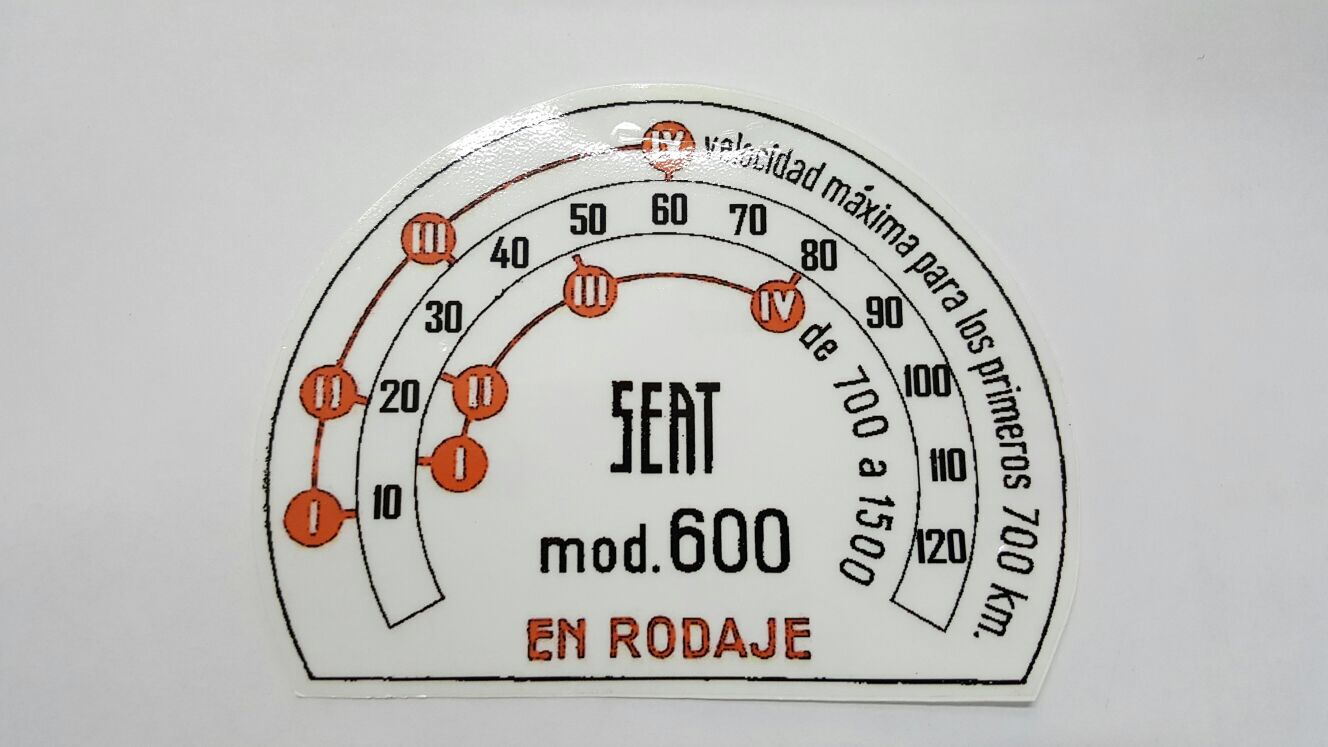 IV velocidad máxima para los primeros 700 km.
III
II
I
10
20
30
40
50
60
70
80
90
100
110
120
I
II
III
IV de 700 a 1500
SEAT
mod. 600
EN RODAJE